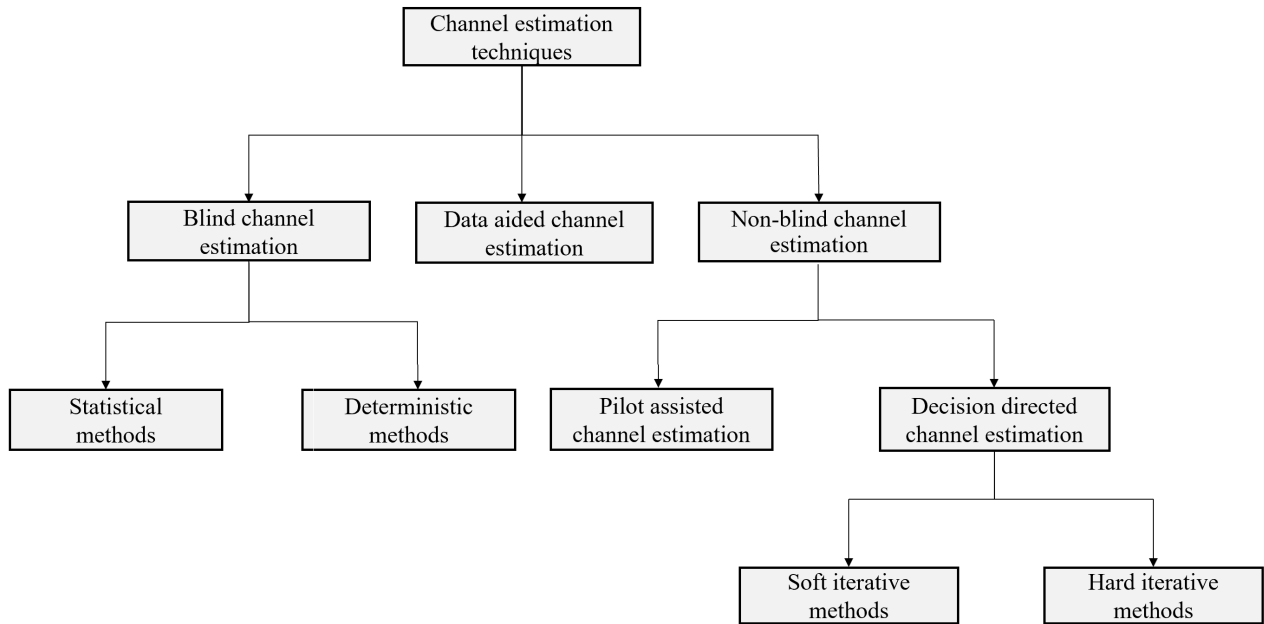 Channel estimation
techniques
Blind channel
estimation
Data aided channel
estimation
Non-blind channel
estimation
Statistical
methods
Deterministic
methods
Pilot assisted
channel estimation
Decision directed
channel estimation
Soft iterative
methods
Hard iterative
methods